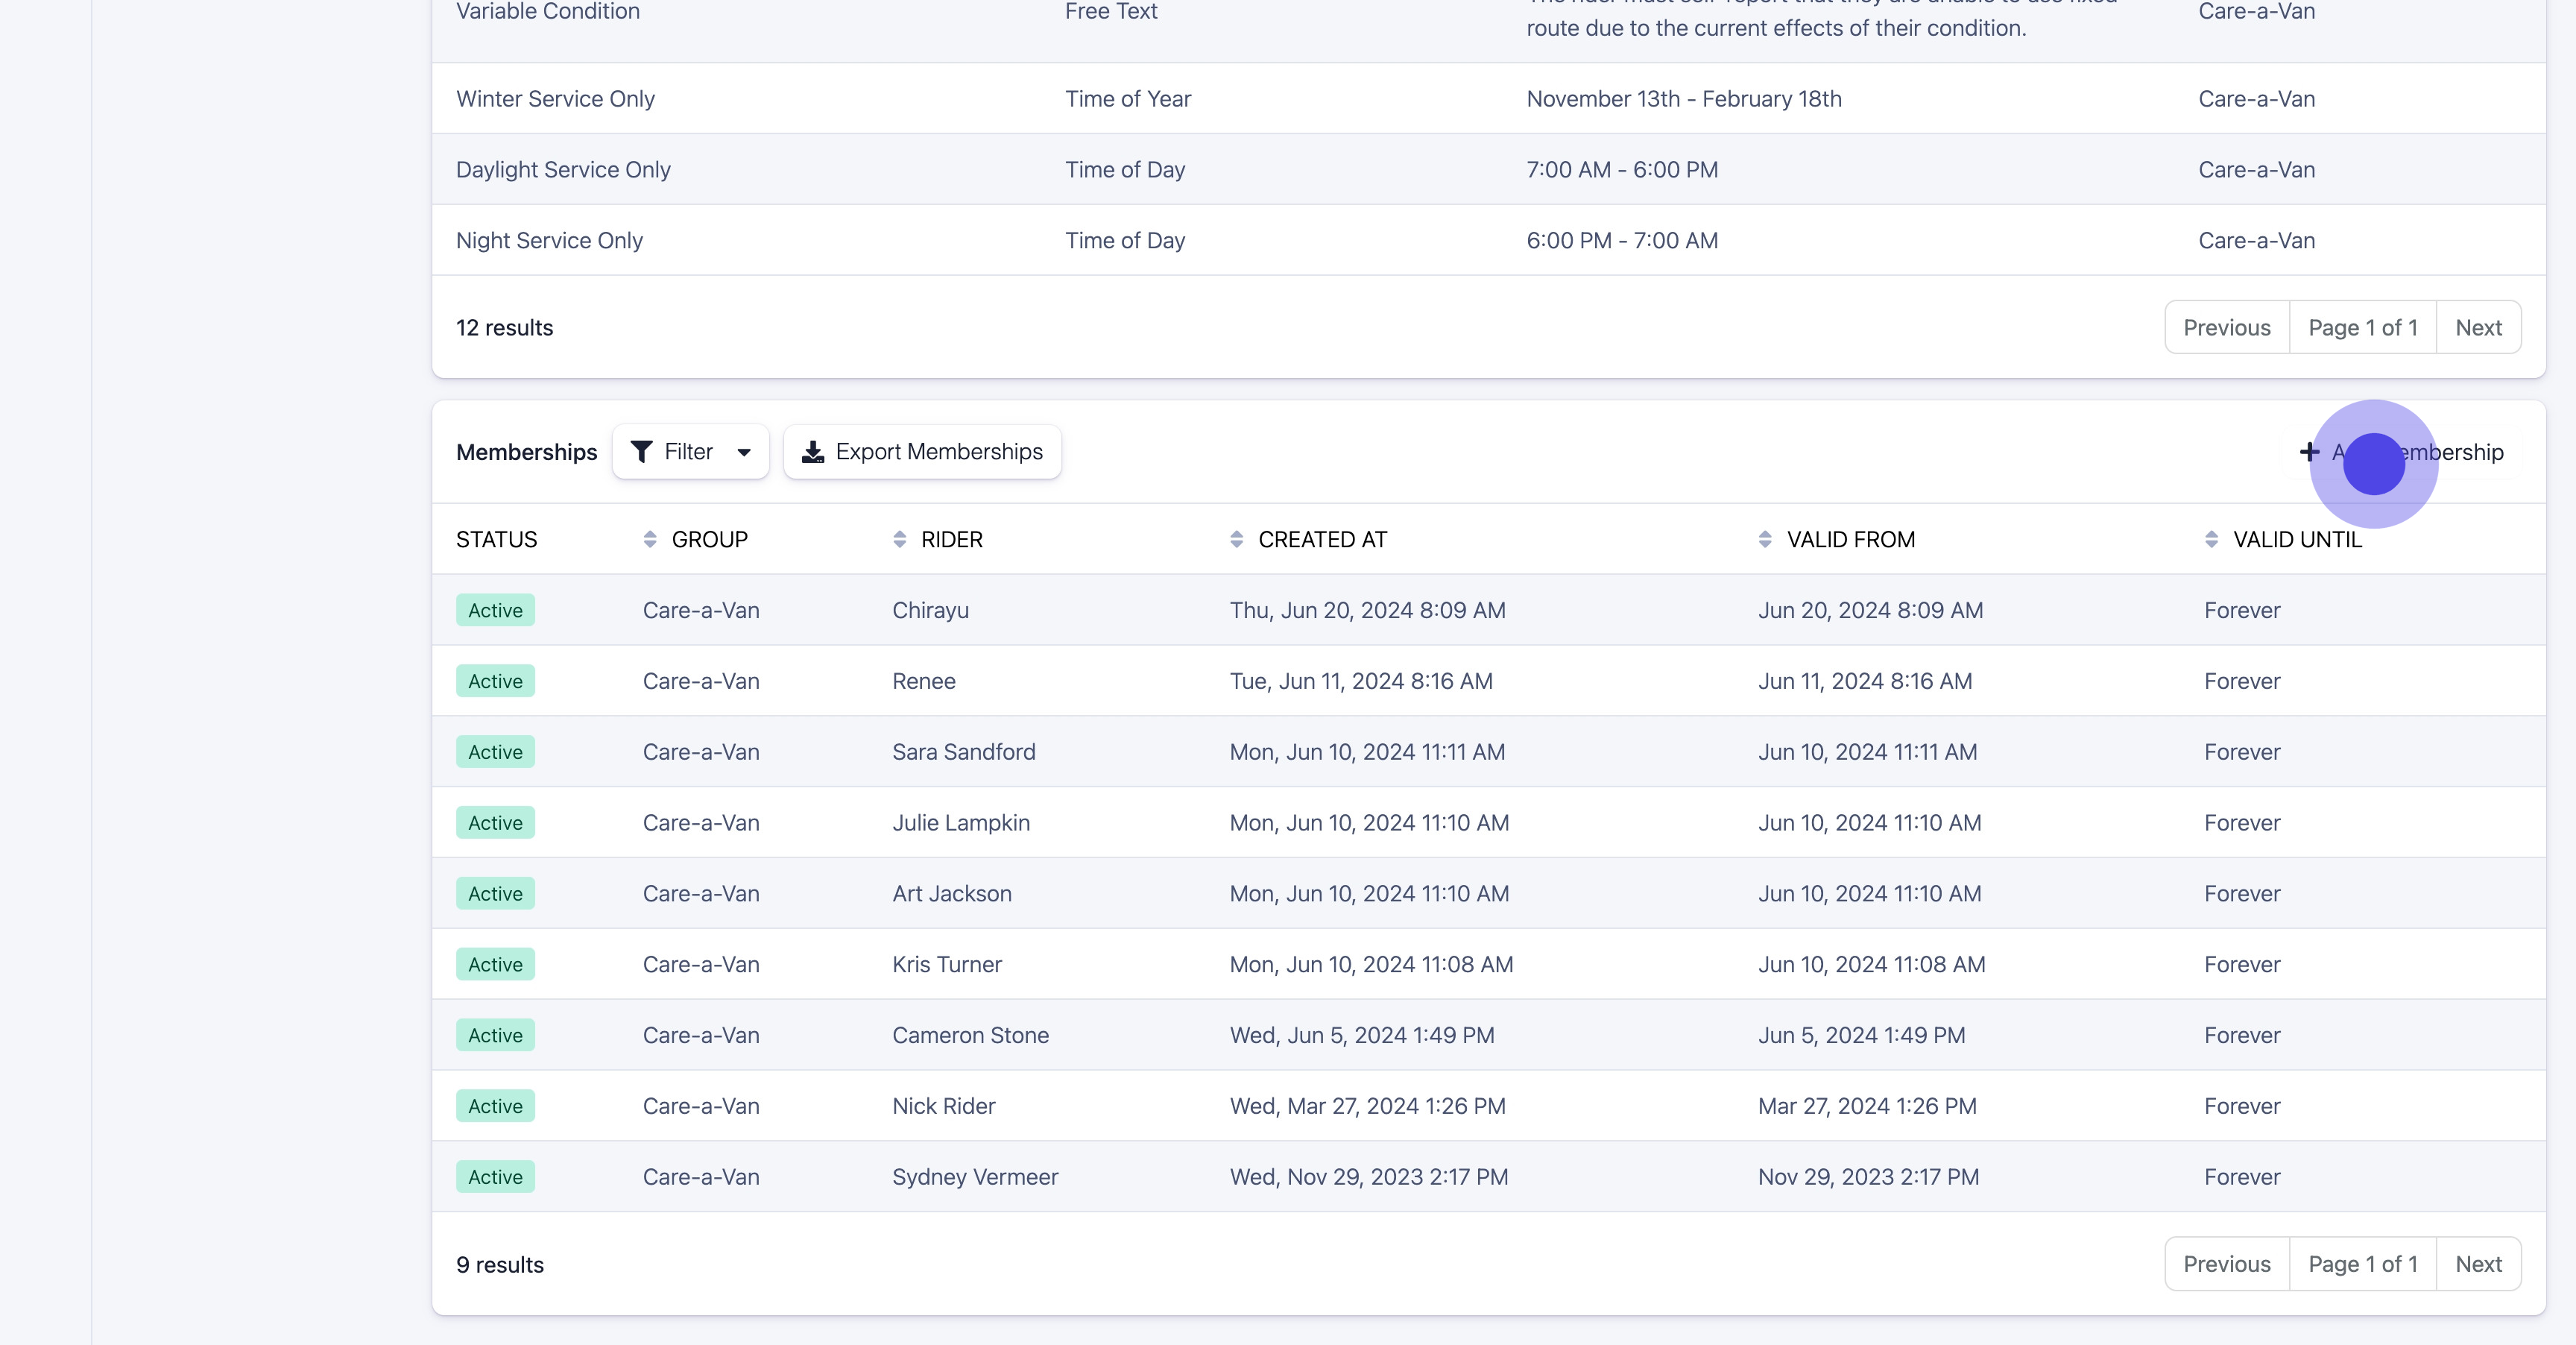 Variable Condition Free Text Care-a-Van
route due to the current effects of their condition.
Winter Service Only Time of Year November 13th - February 18th Care-a-Van
Daylight Service Only Time of Day 7:00 AM - 6:00 PM Care-a-Van
Night Service Only Time of Day 6:00 PM - 7:00 AM Care-a-Van
12 results Previous Page 1 of 1 Next
Memberships Filter Export Memberships
STATUS GROUP RIDER CREATED AT VALID FROM VALID UNTIL
Active Care-a-Van Chirayu Thu, Jun 20, 2024 8:09 AM Jun 20, 2024 8:09 AM Forever
Active Care-a-Van Renee Tue, Jun 11, 2024 8:16 AM Jun 11, 2024 8:16 AM Forever
Active Care-a-Van Sara Sandford Mon, Jun 10, 2024 11:11 AM Jun 10, 2024 11:11 AM Forever
Active Care-a-Van Julie Lampkin Mon, Jun 10, 2024 11:10 AM Jun 10, 2024 11:10 AM Forever
Active Care-a-Van Art Jackson Mon, Jun 10, 2024 11:10 AM Jun 10, 2024 11:10 AM Forever
Active Care-a-Van Kris Turner Mon, Jun 10, 2024 11:08 AM Jun 10, 2024 11:08 AM Forever
Active Care-a-Van Cameron Stone Wed, Jun 5, 2024 1:49 PM Jun 5, 2024 1:49 PM Forever
Active Care-a-Van Nick Rider Wed, Mar 27, 2024 1:26 PM Mar 27, 2024 1:26 PM Forever
Active Care-a-Van Sydney Vermeer Wed, Nov 29, 2023 2:17 PM Nov 29, 2023 2:17 PM Forever
9 results Previous Page 1 of 1 Next